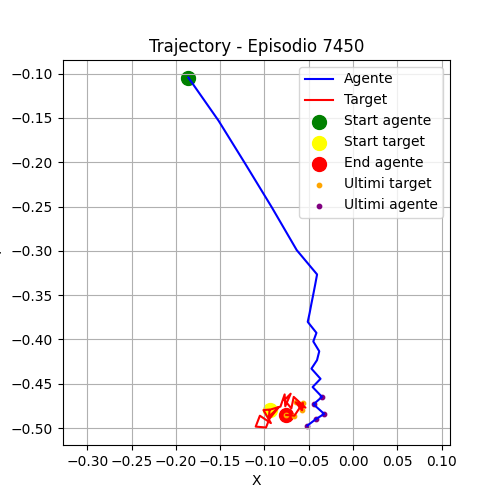 Trajectory - Episodio 7450
Agente
Target
Start agente
Start target
End agente
Ultimi target
Ultimi agente
−0.10
−0.15
−0.20
−0.25
−0.30
−0.35
−0.40
−0.45
−0.50
−0.30 −0.25 −0.20 −0.15 −0.10 −0.05 0.00 0.05 0.10
X